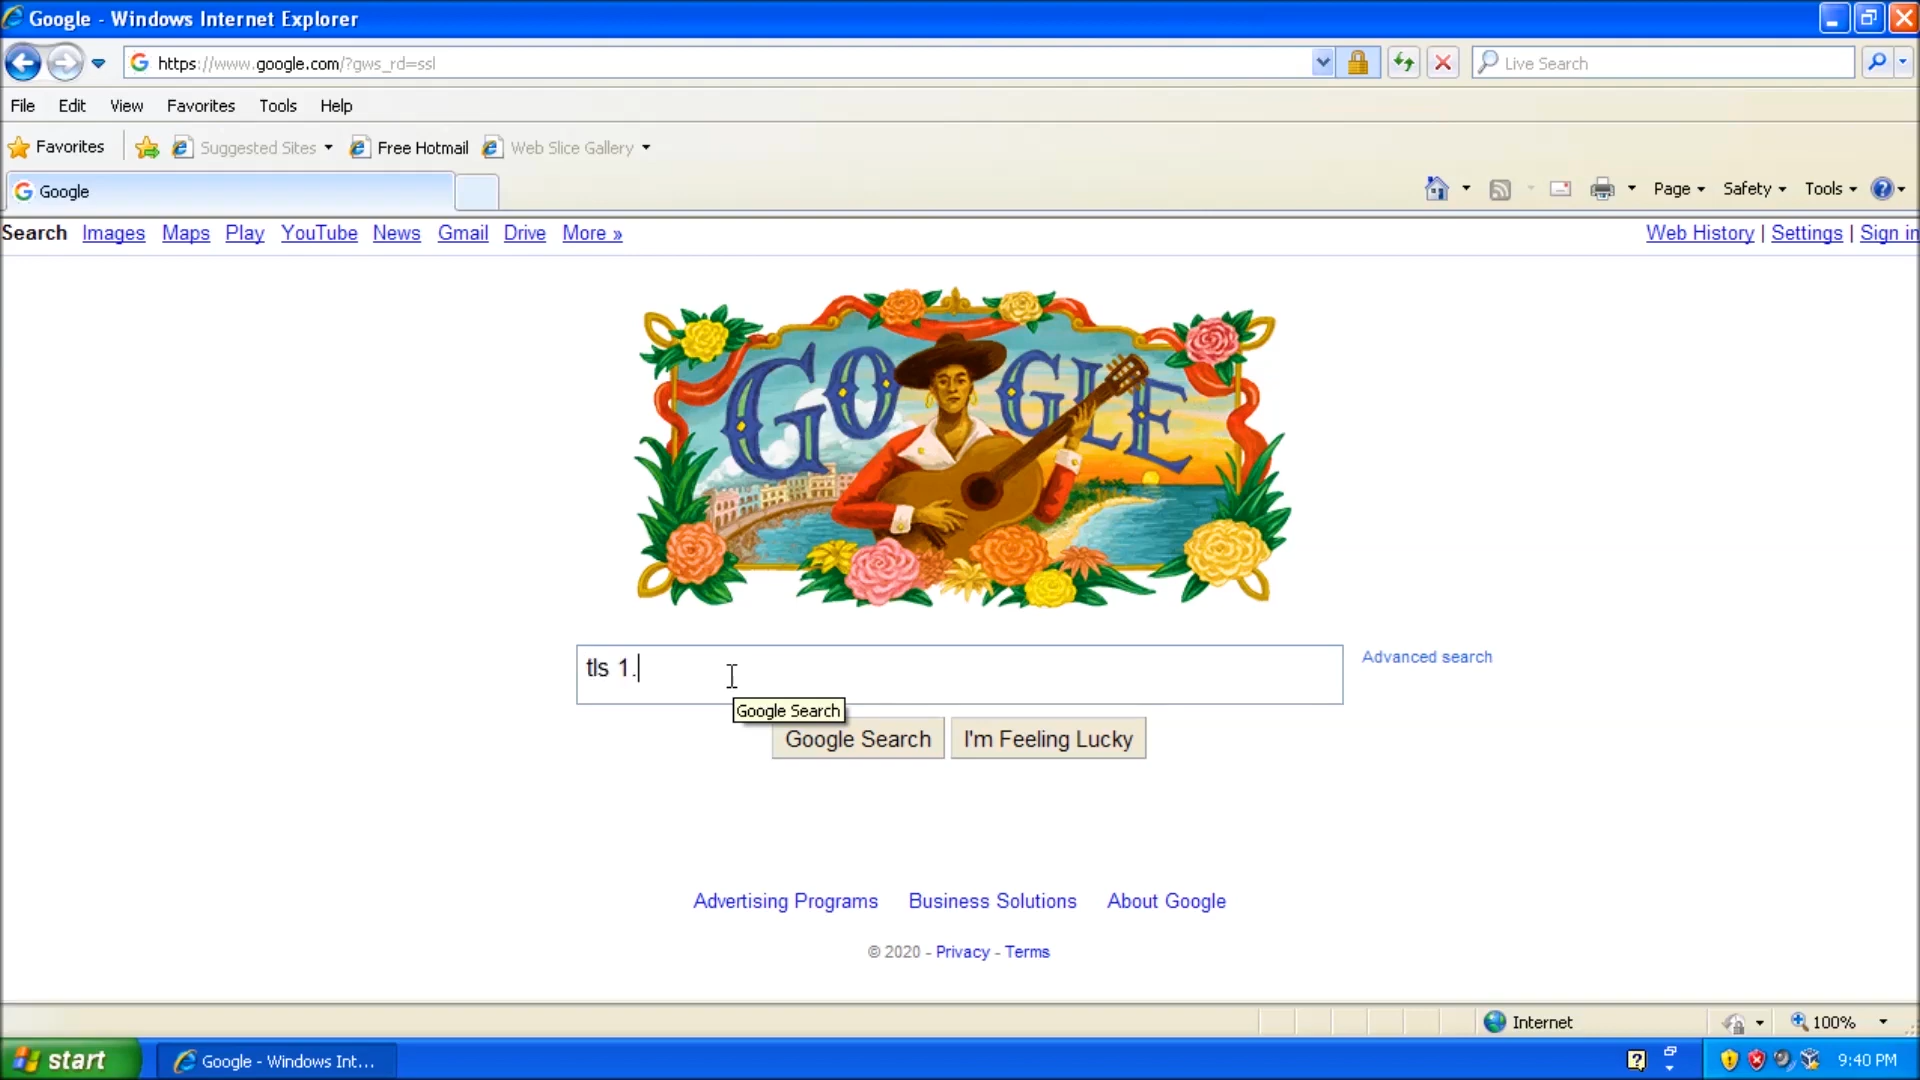 Google - Windows Internet Explorer
https://www.google.com/?gws_rd=ssl
Live Search
File Edit View Favorites Tools Help
Favorites Suggested Sites Free Hotmail Web Slice Gallery
Google
Page Safety Tools
Search Images Maps Play YouTube News Gmail Drive More »
Web History | Settings | Sign in
GOOGLE
tls 1.
Advanced search
Google Search
Google Search I'm Feeling Lucky
Advertising Programs Business Solutions About Google
© 2020 - Privacy - Terms
Internet
100%
start
Google - Windows Int...
9:40 PM